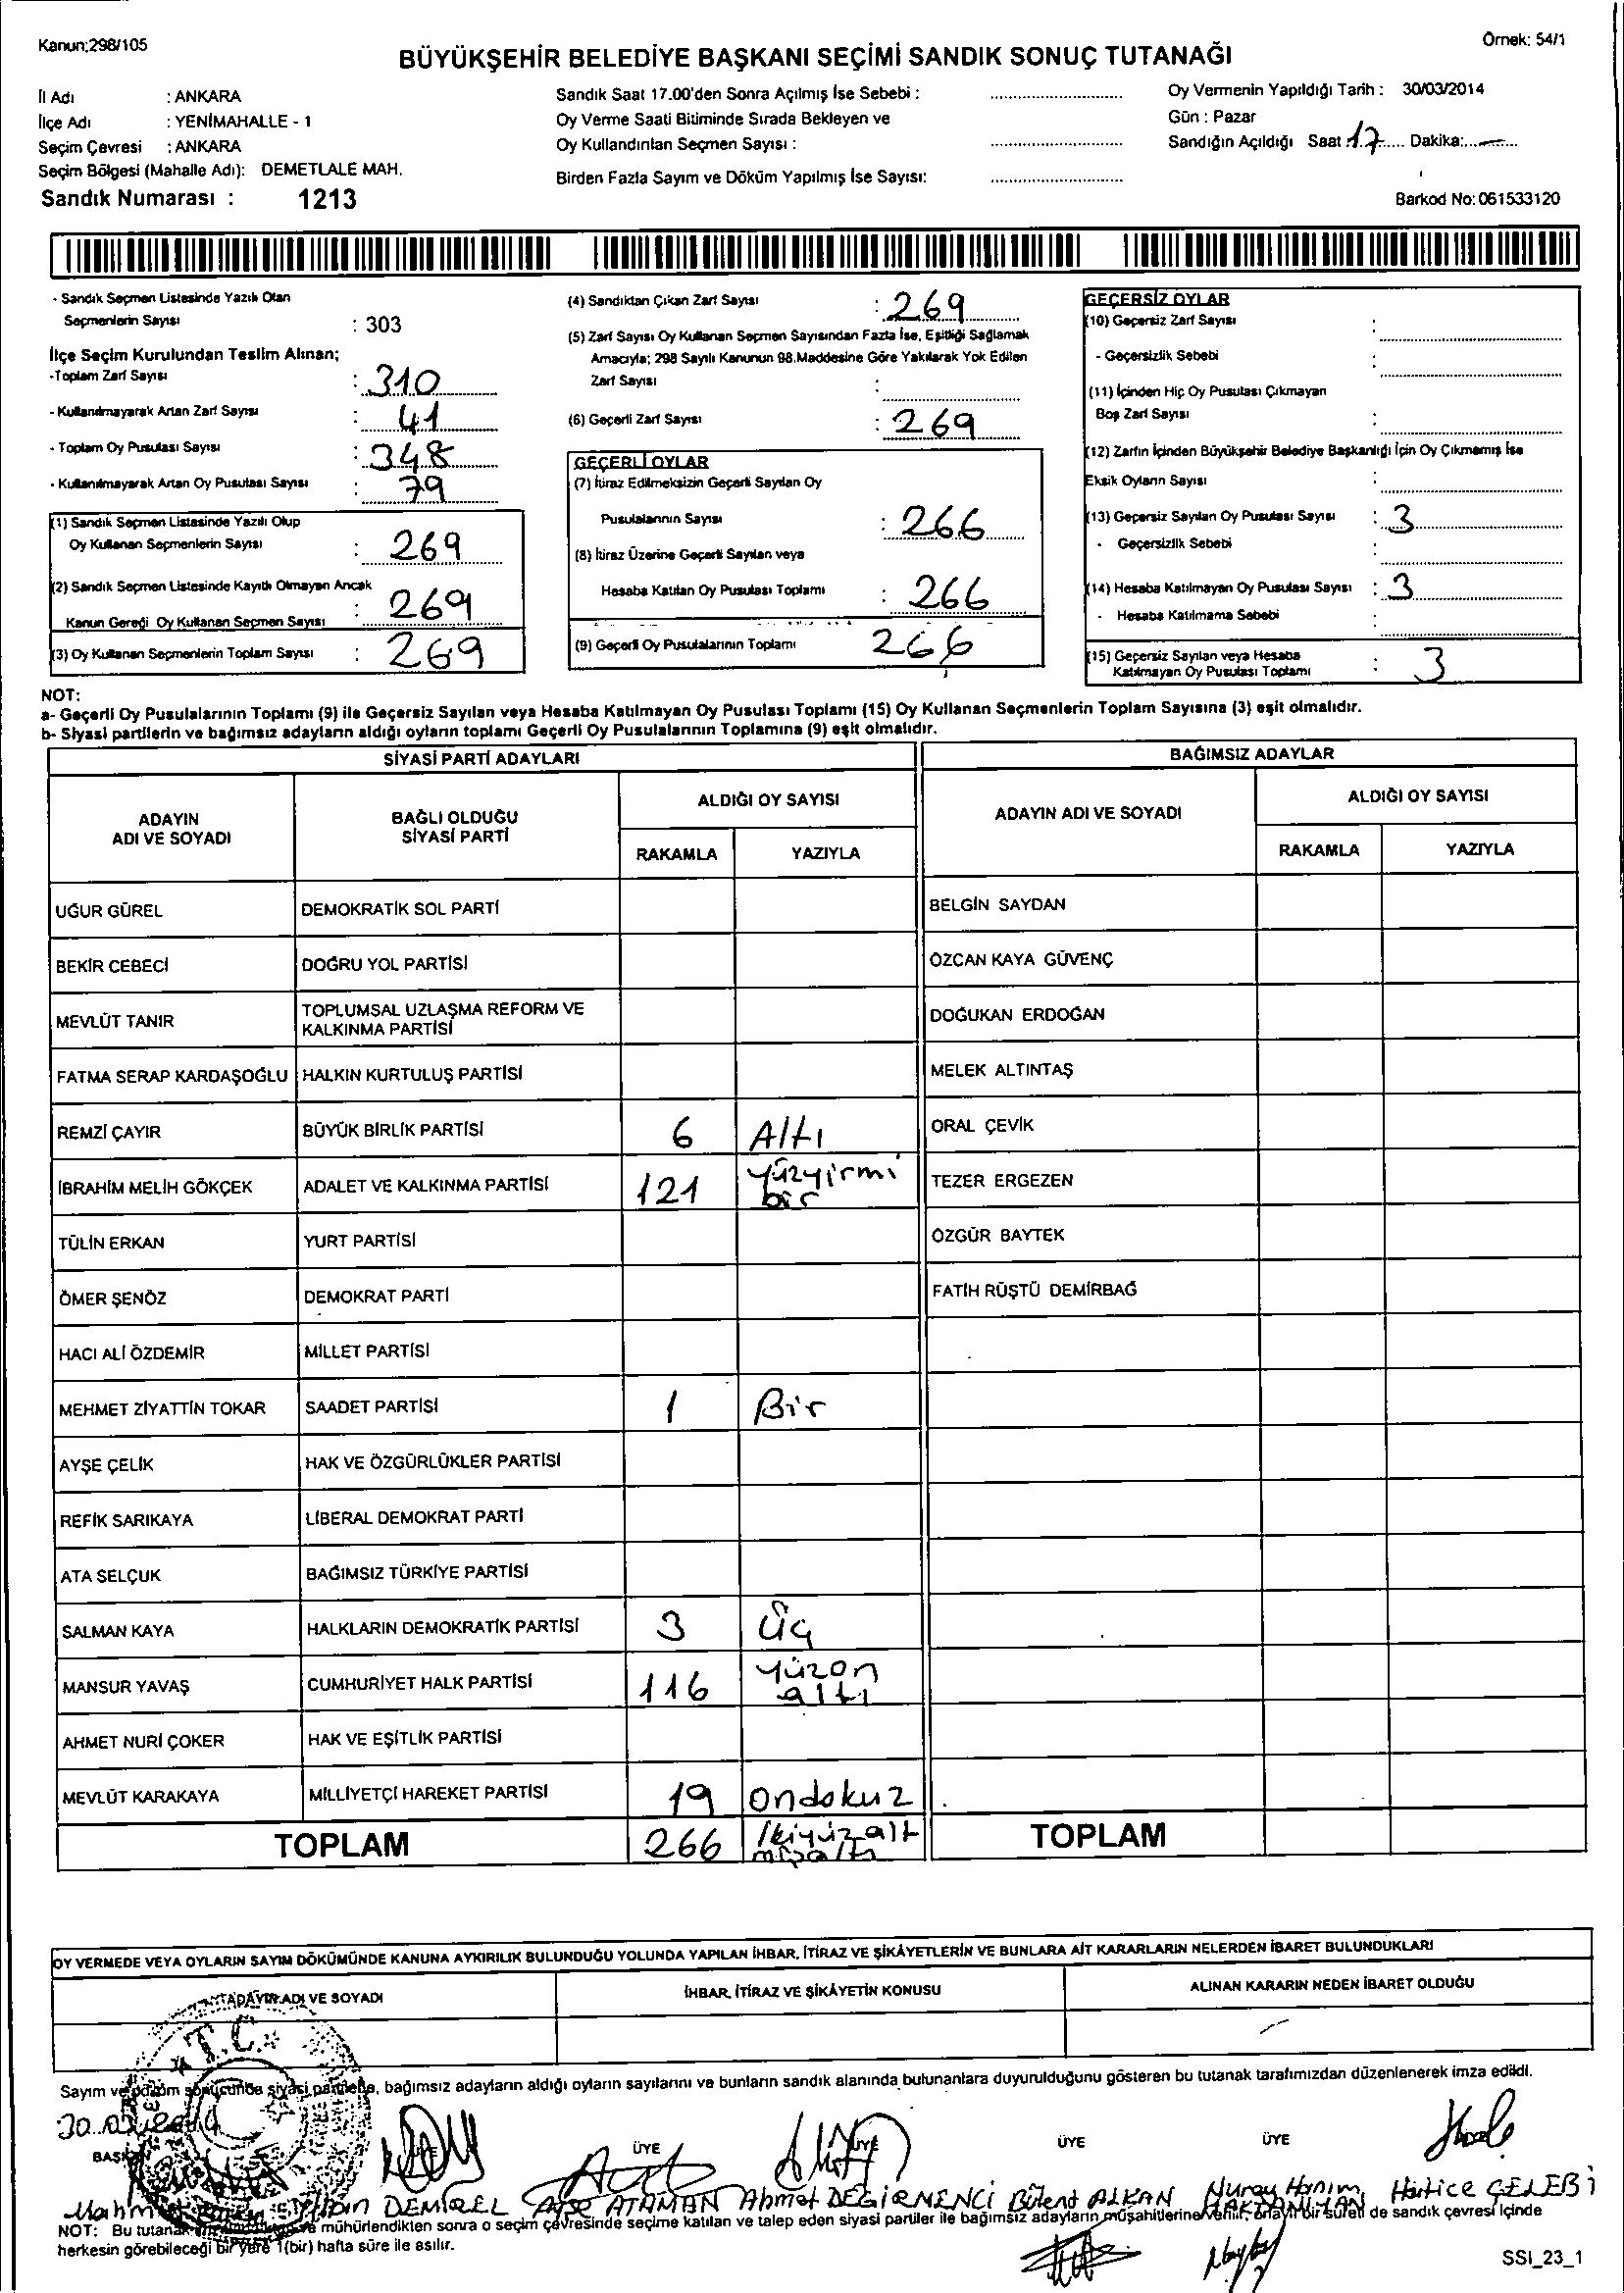 Kanun:298/105
Örnek: 54/1
BÜYÜKŞEHİR BELEDİYE BAŞKANI SEÇİMİ SANDIK SONUÇ TUTANAĞI
İl Adı : ANKARA
İlçe Adı : YENİMAHALLE - 1
Seçim Çevresi : ANKARA
Seçim Bölgesi (Mahalle Adı): DEMETLALE MAH.
Sandık Numarası : 1213
Sandık Saat 17.00'den Sonra Açılmış İse Sebebi :
Oy Verme Saati Bitiminde Sırada Bekleyen ve
Oy Kullandırılan Seçmen Sayısı :
Birden Fazla Sayım ve Döküm Yapılmış İse Sayısı:
Oy Vermenin Yapıldığı Tarih : 30/03/2014
Gün : Pazar
Sandığın Açıldığı Saat 17 Dakika: —
Barkod No: 061533120
- Sandık Seçmen Listesinde Yazılı Olan
Seçmenlerin Sayısı : 303
İlçe Seçim Kurulundan Teslim Alınan;
-Toplam Zarf Sayısı : 310
- Kullanılmayarak Artan Zarf Sayısı : 41
- Toplam Oy Pusulası Sayısı : 348
- Kullanılmayarak Artan Oy Pusulası Sayısı : 79
(1) Sandık Seçmen Listesinde Yazılı Olup
Oy Kullanan Seçmenlerin Sayısı : 269
(2) Sandık Seçmen Listesinde Kayıtlı Olmayan Ancak
Kanun Gereği Oy Kullanan Seçmen Sayısı : 269
(3) Oy Kullanan Seçmenlerin Toplam Sayısı : 269
(4) Sandıktan Çıkan Zarf Sayısı : 269
(5) Zarf Sayısı Oy Kullanan Seçmen Sayısından Fazla İse, Eşitliği Sağlamak
Amacıyla; 298 Sayılı Kanunun 98.Maddesine Göre Yakılarak Yok Edilen
Zarf Sayısı :
(6) Geçerli Zarf Sayısı : 269
GEÇERLİ OYLAR
(7) İtiraz Edilmeksizin Geçerli Sayılan Oy
Pusulalarının Sayısı : 266
(8) İtiraz Üzerine Geçerli Sayılan veya
Hesaba Katılan Oy Pusulası Toplamı : 266
(9) Geçerli Oy Pusulalarının Toplamı 266
GEÇERSİZ OYLAR
(10) Geçersiz Zarf Sayısı :
- Geçersizlik Sebebi :
(11) İçinden Hiç Oy Pusulası Çıkmayan
Boş Zarf Sayısı :
(12) Zarfın İçinden Büyükşehir Belediye Başkanlığı İçin Oy Çıkmamış İse
Eksik Oyların Sayısı :
(13) Geçersiz Sayılan Oy Pusulası Sayısı : 3
- Geçersizlik Sebebi :
(14) Hesaba Katılmayan Oy Pusulası Sayısı : 3
- Hesaba Katılmama Sebebi :
(15) Geçersiz Sayılan veya Hesaba
Katılmayan Oy Pusulası Toplamı : 3
NOT:
a- Geçerli Oy Pusulalarının Toplamı (9) ile Geçersiz Sayılan veya Hesaba Katılmayan Oy Pusulası Toplamı (15) Oy Kullanan Seçmenlerin Toplam Sayısına (3) eşit olmalıdır.
b- Siyasi partilerin ve bağımsız adayların aldığı oyların toplamı Geçerli Oy Pusulalarının Toplamına (9) eşit olmalıdır.
SİYASİ PARTİ ADAYLARI
ADAYIN ADI VE SOYADI
BAĞLI OLDUĞU SİYASİ PARTİ
ALDIĞI OY SAYISI
RAKAMLA YAZIYLA
UĞUR GÜREL DEMOKRATİK SOL PARTİ
BEKİR CEBECİ DOĞRU YOL PARTİSİ
MEVLÜT TANIR TOPLUMSAL UZLAŞMA REFORM VE KALKINMA PARTİSİ
FATMA SERAP KARDAŞOĞLU HALKIN KURTULUŞ PARTİSİ
REMZİ ÇAYIR BÜYÜK BİRLİK PARTİSİ 6 Altı
İBRAHİM MELİH GÖKÇEK ADALET VE KALKINMA PARTİSİ 121 yüzyirmi bir
TÜLİN ERKAN YURT PARTİSİ
ÖMER ŞENÖZ DEMOKRAT PARTİ
HACI ALİ ÖZDEMİR MİLLET PARTİSİ
MEHMET ZİYATTİN TOKAR SAADET PARTİSİ 1 Bir
AYŞE ÇELİK HAK VE ÖZGÜRLÜKLER PARTİSİ
REFİK SARIKAYA LİBERAL DEMOKRAT PARTİ
ATA SELÇUK BAĞIMSIZ TÜRKİYE PARTİSİ
SALMAN KAYA HALKLARIN DEMOKRATİK PARTİSİ 3 Üç
MANSUR YAVAŞ CUMHURİYET HALK PARTİSİ 116 yüzon altı
AHMET NURİ ÇOKER HAK VE EŞİTLİK PARTİSİ
MEVLÜT KARAKAYA MİLLİYETÇİ HAREKET PARTİSİ 19 ondokuz
TOPLAM 266 İkiyüzalt mışaltı
BAĞIMSIZ ADAYLAR
ADAYIN ADI VE SOYADI
ALDIĞI OY SAYISI
RAKAMLA YAZIYLA
BELGİN SAYDAN
ÖZCAN KAYA GÜVENÇ
DOĞUKAN ERDOĞAN
MELEK ALTINTAŞ
ORAL ÇEVİK
TEZER ERGEZEN
ÖZGÜR BAYTEK
FATİH RÜŞTÜ DEMİRBAĞ
TOPLAM
OY VERMEDE VEYA OYLARIN SAYIM DÖKÜMÜNDE KANUNA AYKIRILIK BULUNDUĞU YOLUNDA YAPILAN İHBAR, İTİRAZ VE ŞİKÂYETLERİN VE BUNLARA AİT KARARLARIN NELERDEN İBARET BULUNDUKLARI
ADI VE SOYADI
İHBAR, İTİRAZ VE ŞİKÂYETİN KONUSU
ALINAN KARARIN NEDEN İBARET OLDUĞU
T.C.
Sayım ve döküm sonucunda siyasi partilerin, bağımsız adayların aldığı oyların sayılarını ve bunların sandık alanında bulunanlara duyurulduğunu gösteren bu tutanak tarafımızdan düzenlenerek imza edildi.
30.03.2014
ÜYE ÜYE ÜYE ÜYE
DEMİREL Ayşe ATAMAN Ahmet DEĞİRMENCİ Bülent ALKAN Nuray Hanım Hatice ÇELEBİ
NOT: Bu tutanak mühürlendikten sonra o seçim çevresinde seçime katılan ve talep eden siyasi partiler ile bağımsız adayların müşahitlerine verilir, onaylı bir sureti de sandık çevresi içinde
herkesin görebileceği bir yere 1(bir) hafta süre ile asılır.
SSI_23_1